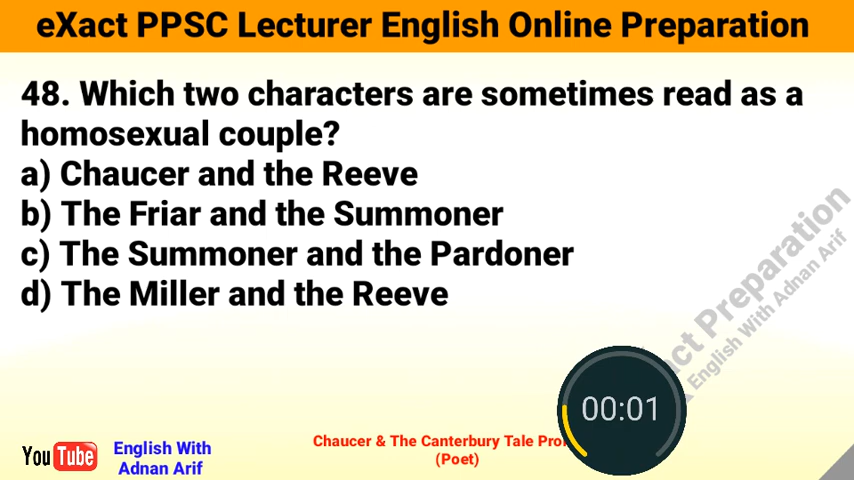 eXact PPSC Lecturer English Online Preparation
48. Which two characters are sometimes read as a
homosexual couple?
a) Chaucer and the Reeve
b) The Friar and the Summoner
c) The Summoner and the Pardoner
d) The Miller and the Reeve
Preparation
English With Adnan Arif
00:01
YouTube
English With
Adnan Arif
Chaucer & The Canterbury Tale
(Poet)